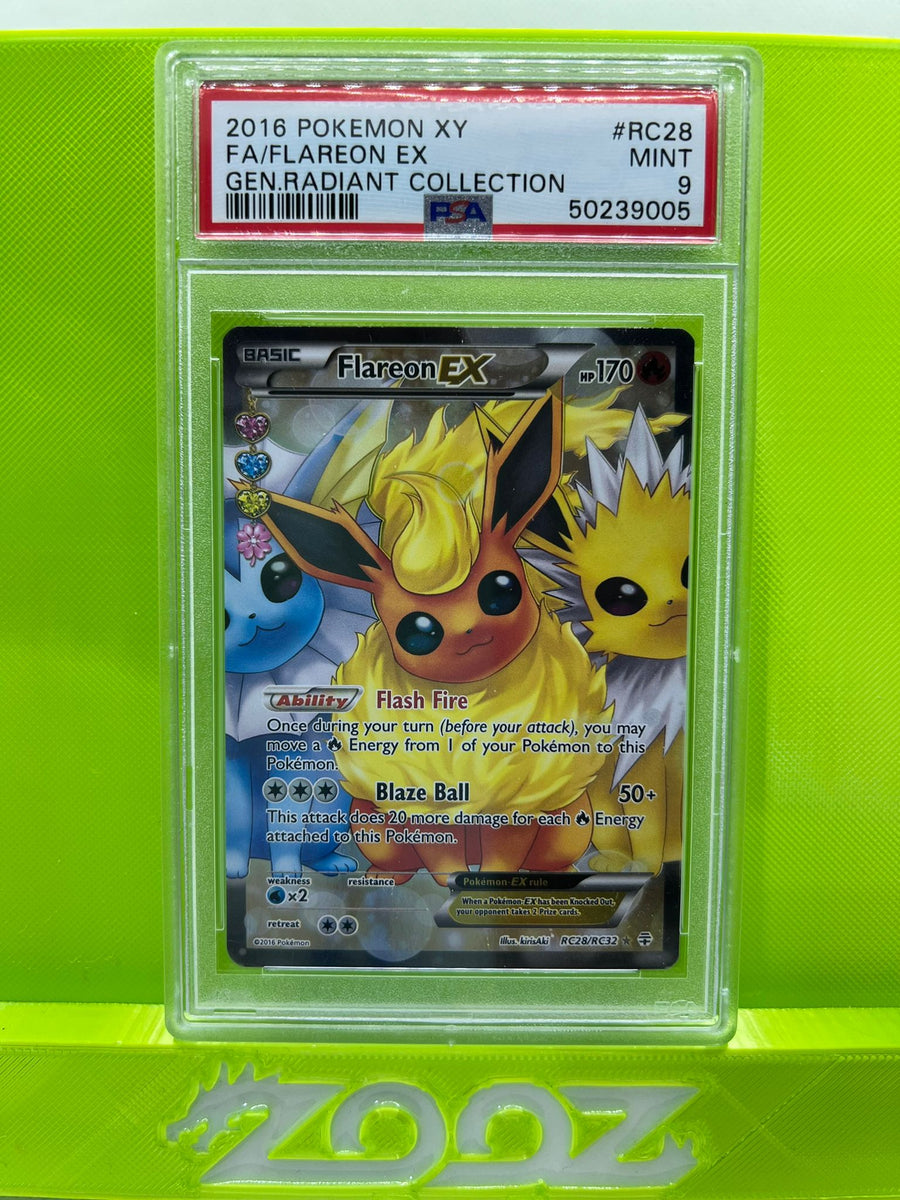 2016 POKEMON XY #RC28
FA/FLAREON EX MINT
GEN.RADIANT COLLECTION 9
PSA 50239005
BASIC Flareon EX HP 170
Ability Flash Fire
Once during your turn (before your attack), you may
move a Energy from 1 of your Pokémon to this
Pokémon.
Blaze Ball 50+
This attack does 20 more damage for each Energy
attached to this Pokémon.
weakness resistance
×2
retreat
Pokémon-EX rule
When a Pokémon-EX has been Knocked Out,
your opponent takes 2 Prize cards.
©2016 Pokémon Illus. kirisAki RC28/RC32
ZOOZ